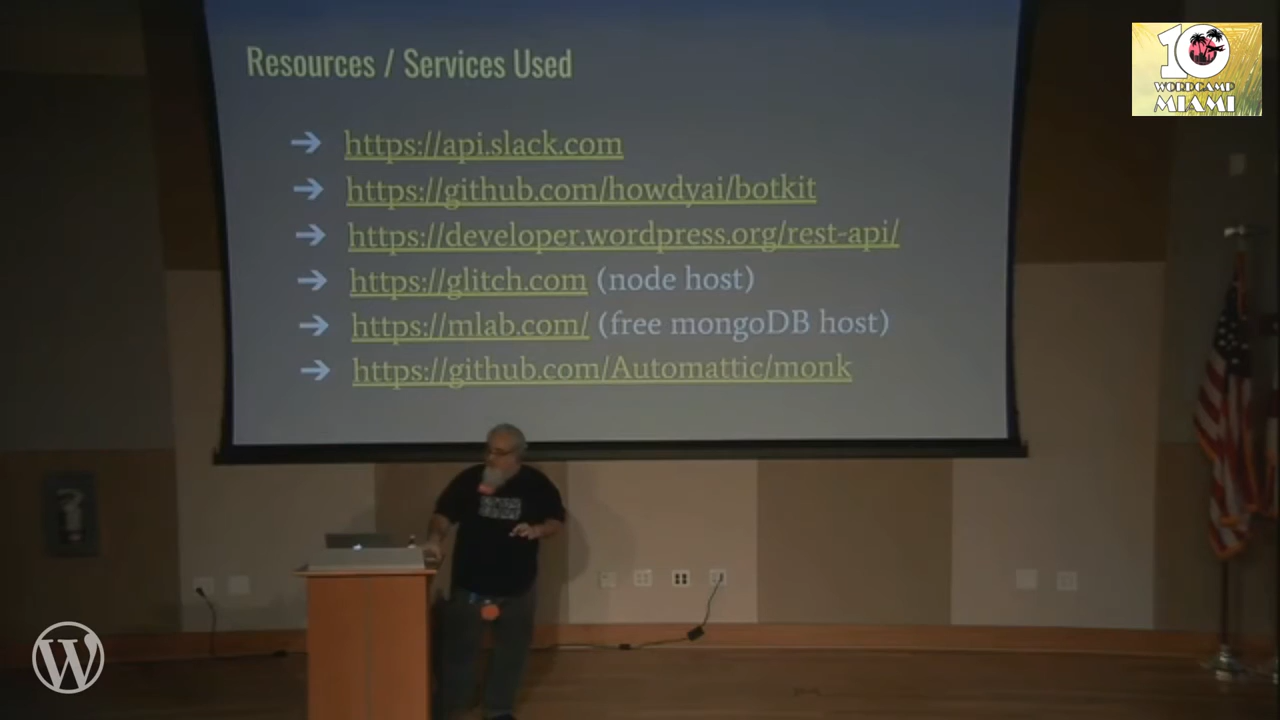 Resources / Services Used
➔ https://api.slack.com
➔ https://github.com/howdyai/botkit
➔ https://developer.wordpress.org/rest-api/
➔ https://glitch.com (node host)
➔ https://mlab.com/ (free mongoDB host)
➔ https://github.com/Automattic/monk
10
WORDCAMP
MIAMI
W